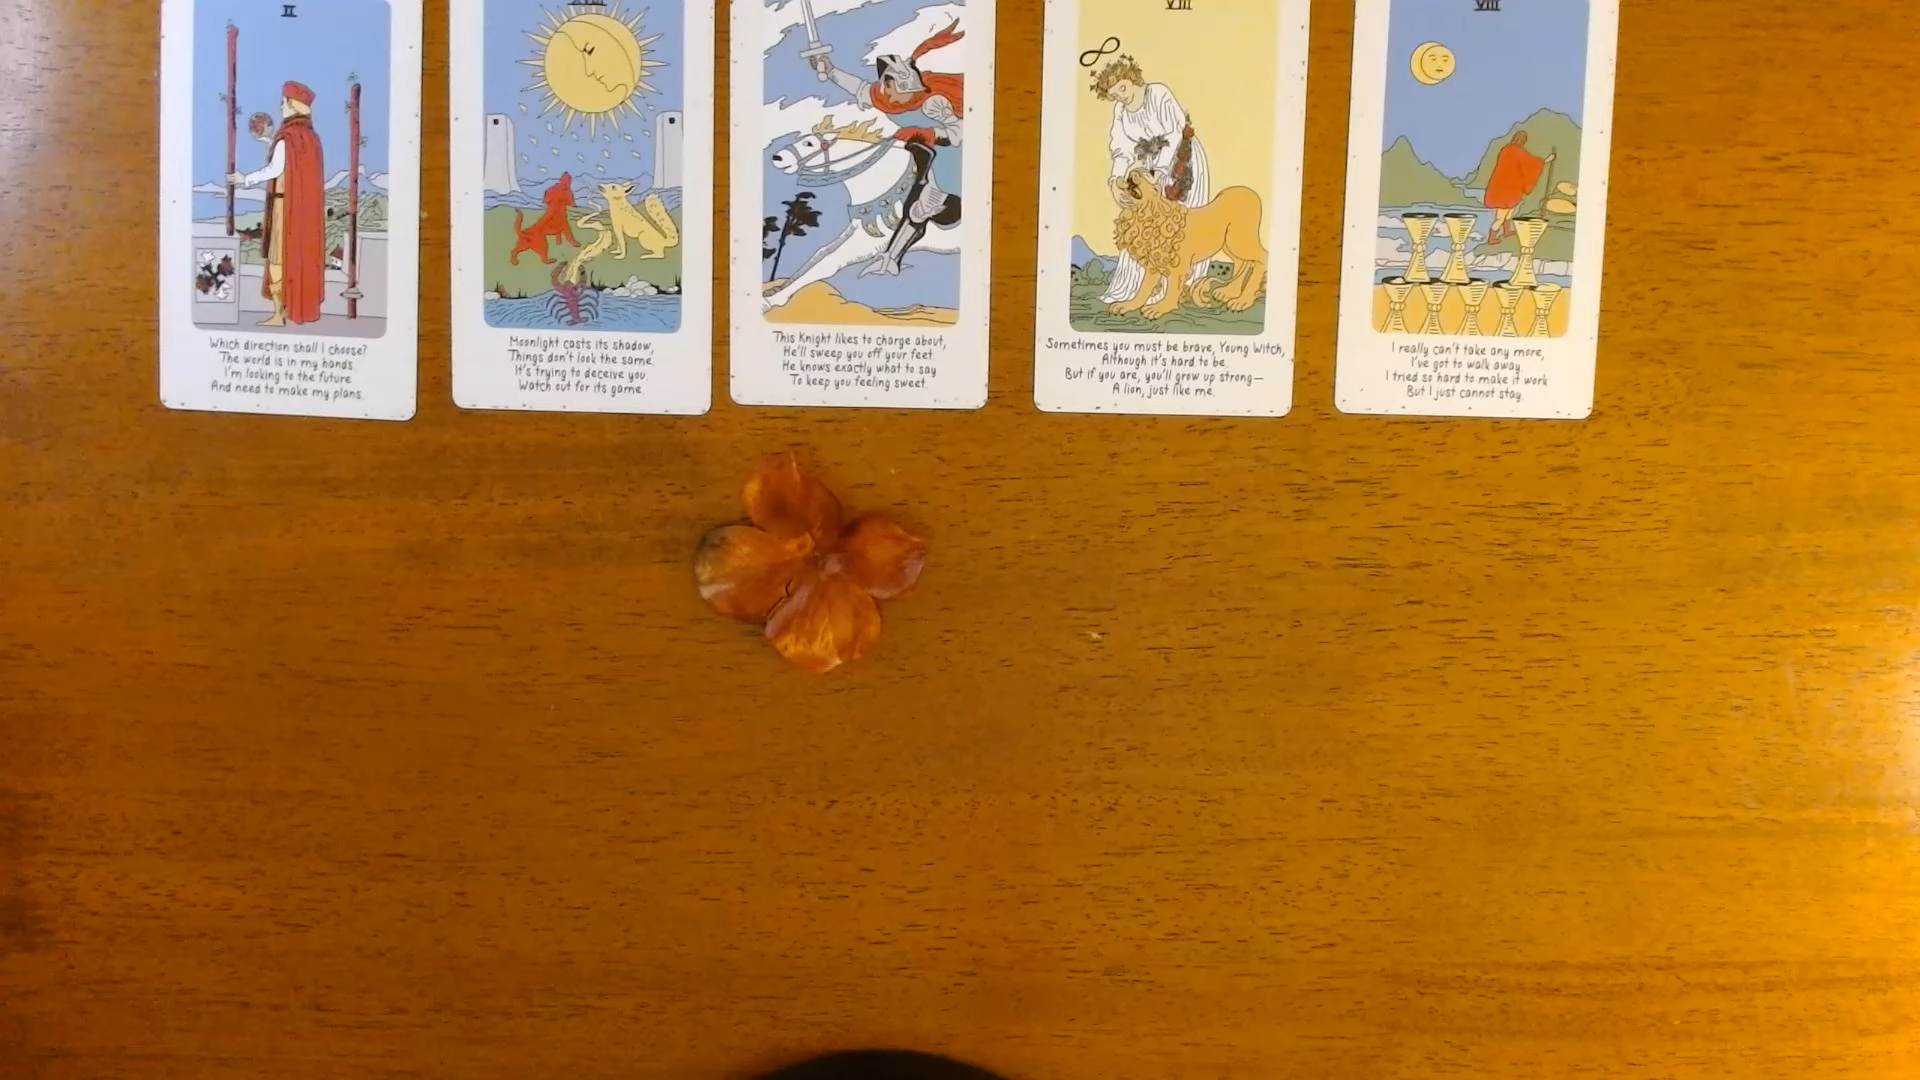 II
Which direction shall I choose?
The world is in my hands.
I'm looking to the future
And need to make my plans.
XVIII
Moonlight casts its shadow,
Things don't look the same.
It's trying to deceive you.
Watch out for its game.
This Knight likes to charge about,
He'll sweep you off your feet.
He knows exactly what to say
To keep you feeling sweet.
VIII
Sometimes you must be brave, Young Witch,
Although it's hard to be.
But if you are, you'll grow up strong—
A lion, just like me.
VIII
I really can't take any more,
I've got to walk away.
I tried so hard to make it work
But I just cannot stay.